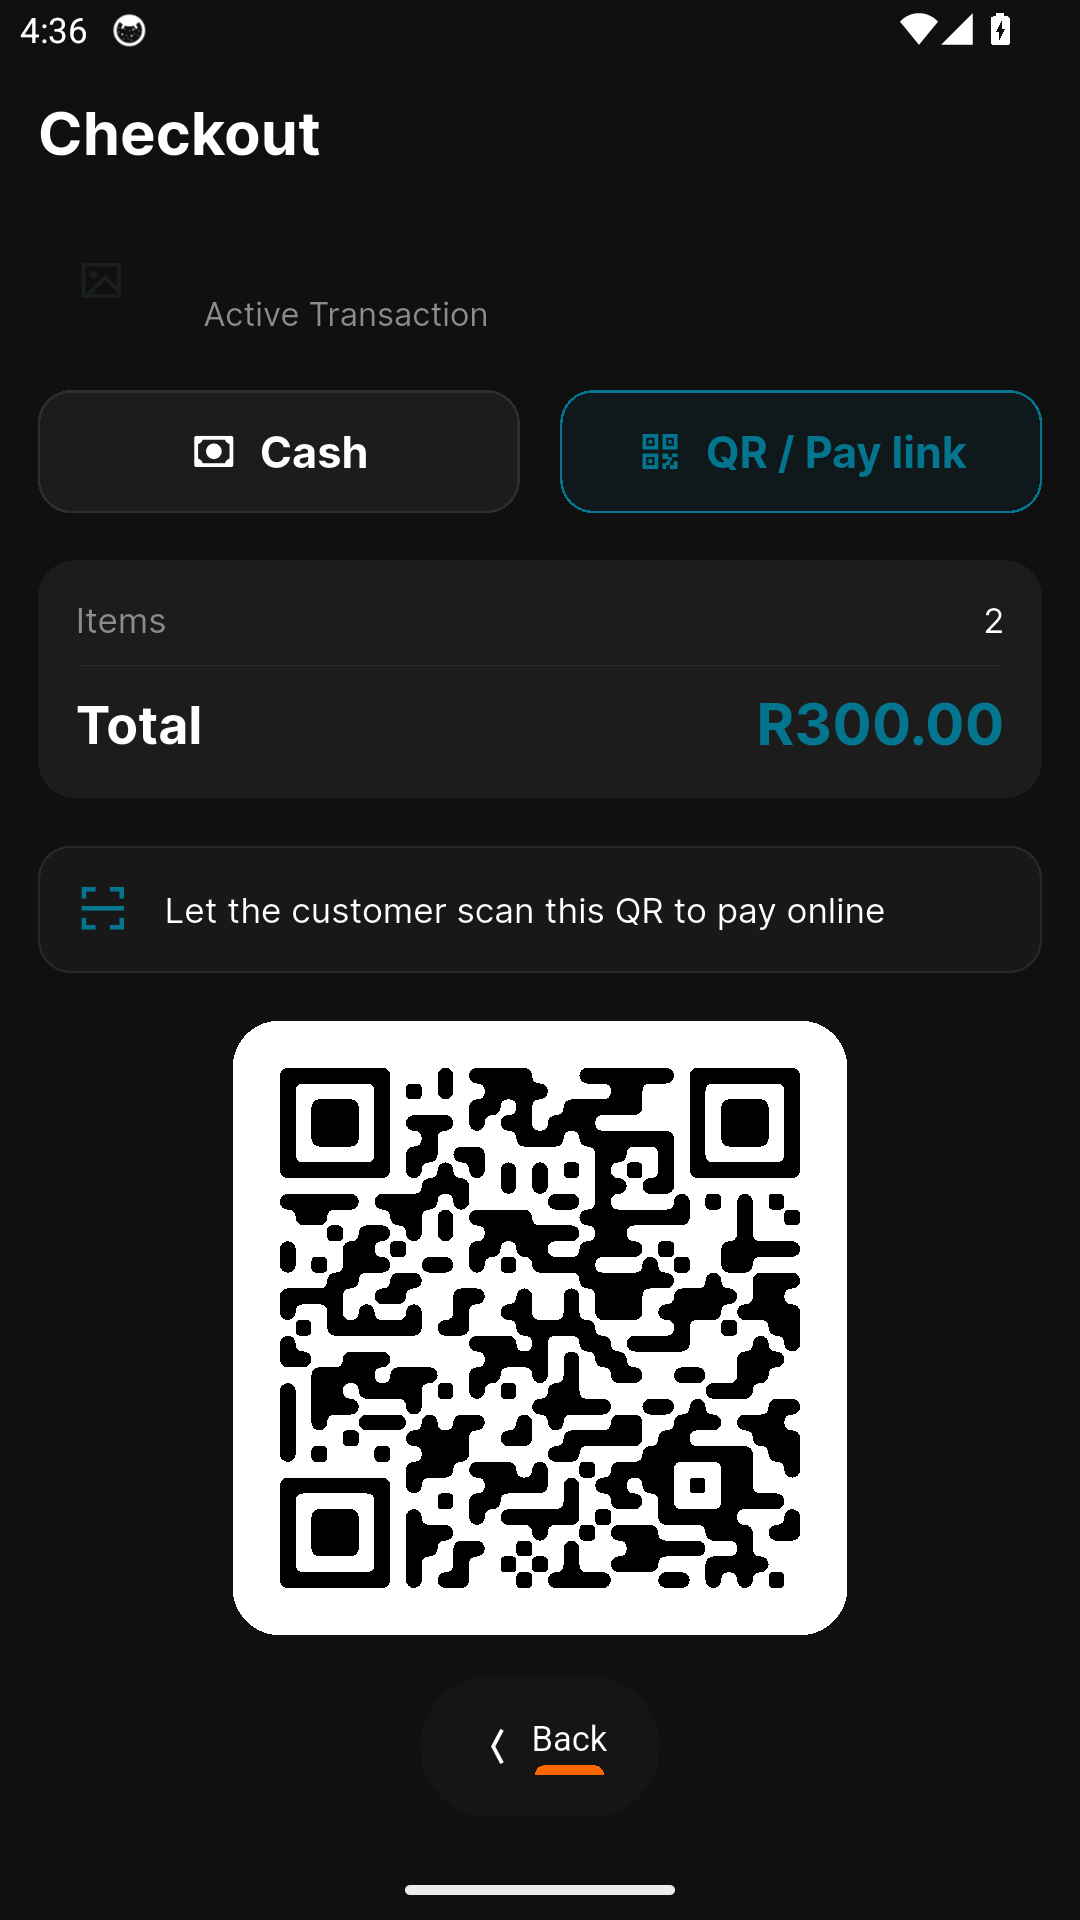 4:36
Checkout
Active Transaction
Cash
QR / Pay link
Items 2
Total R300.00
Let the customer scan this QR to pay online
Back